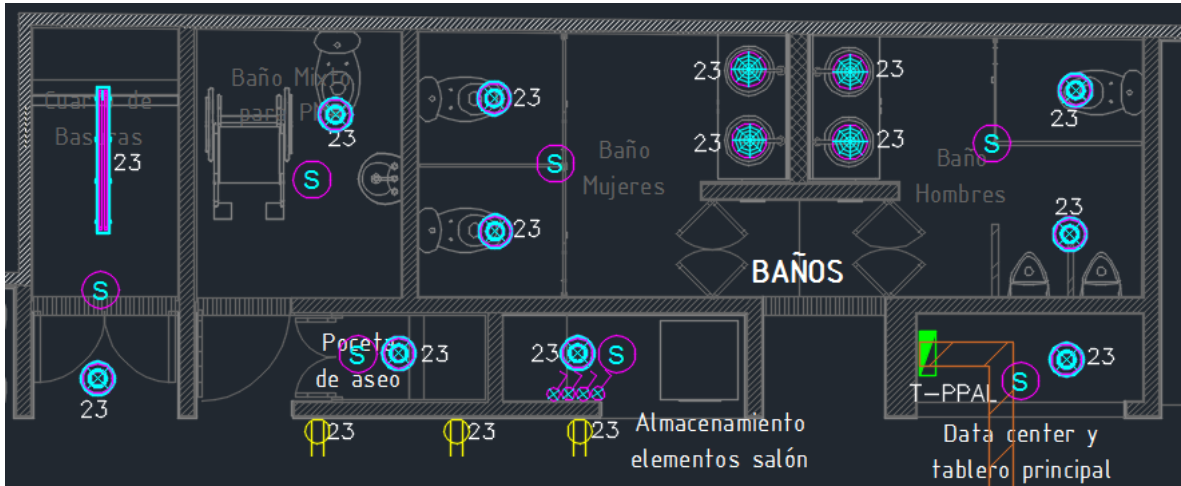 Baño Mixto
para PM
Cuarto de
Basuras
23
23
S
S
23
23
S
Baño
Mujeres
23
23
23
23
BAÑOS
Baño
Hombres
S
23
23
S
23
Poceta
de aseo
S
23
23
S
23
23
23
Almacenamiento
elementos salón
T-PPAL
S
23
Data center y
tablero principal